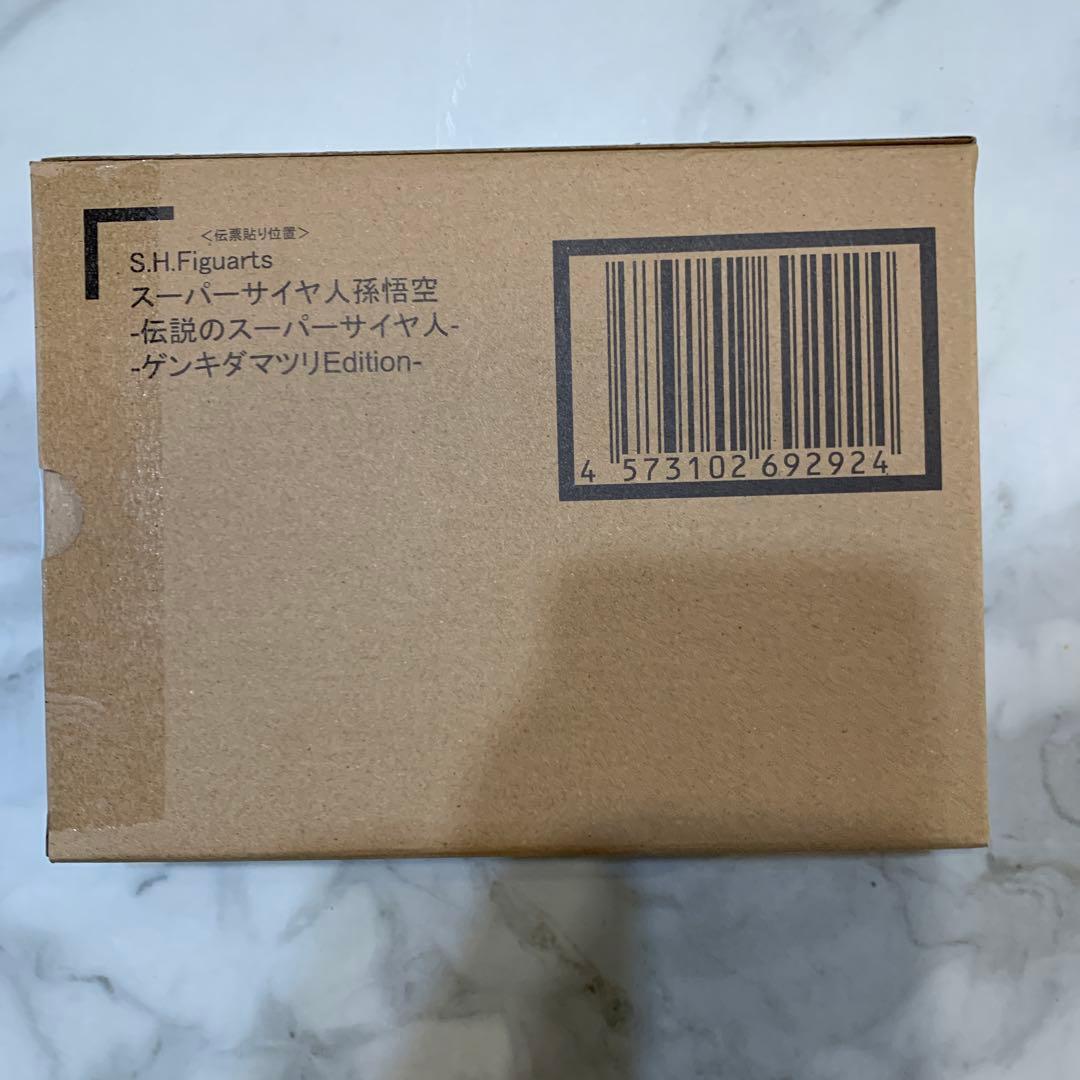 ＜伝票貼り位置＞
S.H.Figuarts
スーパーサイヤ人孫悟空
-伝説のスーパーサイヤ人-
-ゲンキダマツリEdition-
4 573102 692924